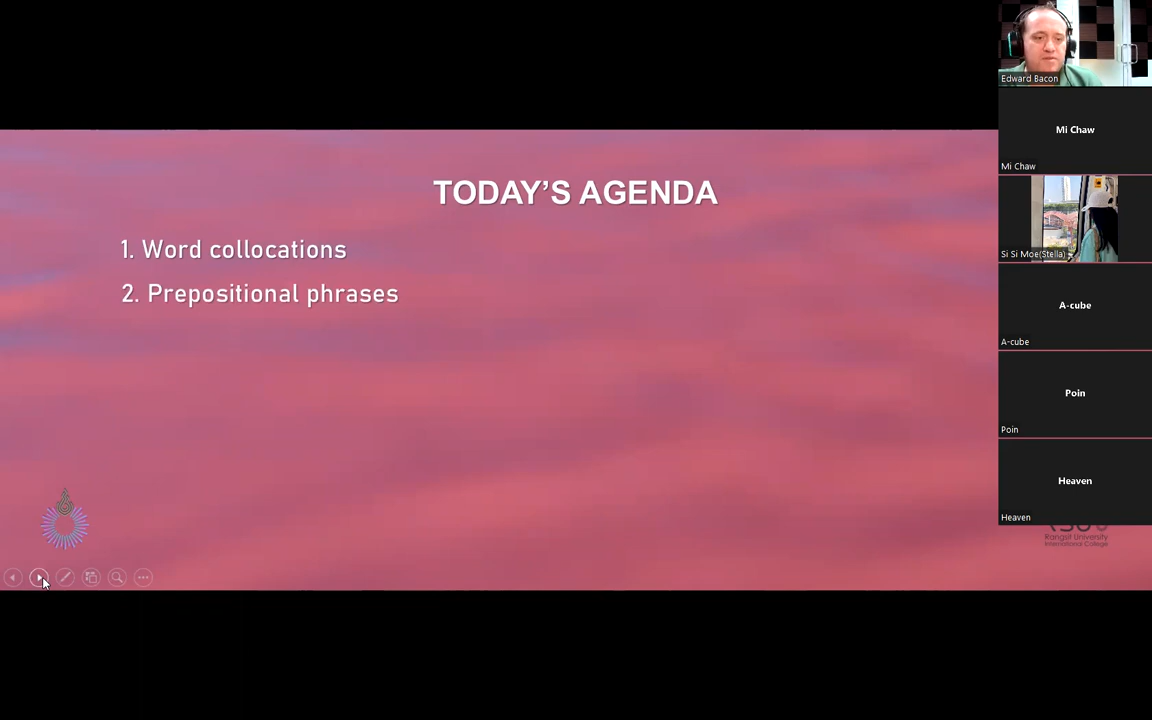 TODAY'S AGENDA
1. Word collocations
2. Prepositional phrases
Edward Bacon
Mi Chaw
Mi Chaw
Si Si Moe(Stella)
A-cube
A-cube
Poin
Poin
Heaven
Heaven
Rangsit University
International College